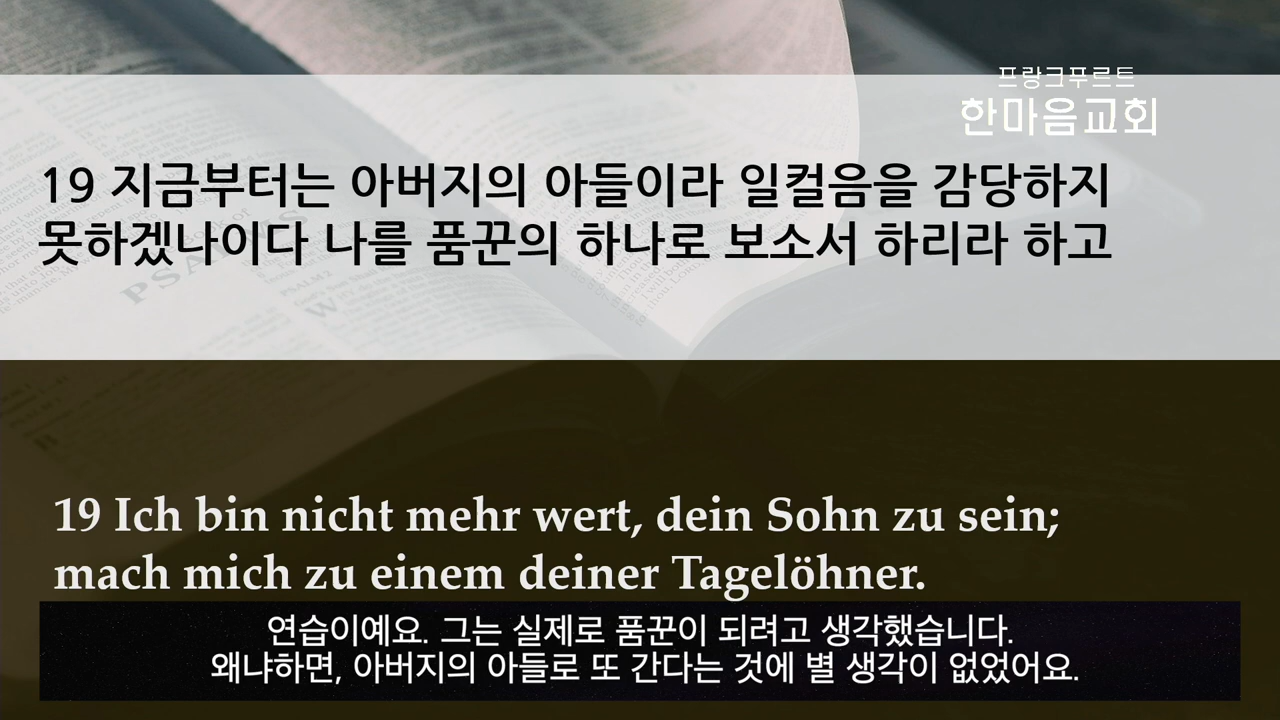 프랑크푸르트
한마음교회
19 지금부터는 아버지의 아들이라 일컬음을 감당하지
못하겠나이다 나를 품꾼의 하나로 보소서 하리라 하고
PSALMS
PSALM 2
19 Ich bin nicht mehr wert, dein Sohn zu sein;
mach mich zu einem deiner Tagelöhner.
연습이예요. 그는 실제로 품꾼이 되려고 생각했습니다.
왜냐하면, 아버지의 아들로 또 간다는 것에 별 생각이 없었어요.